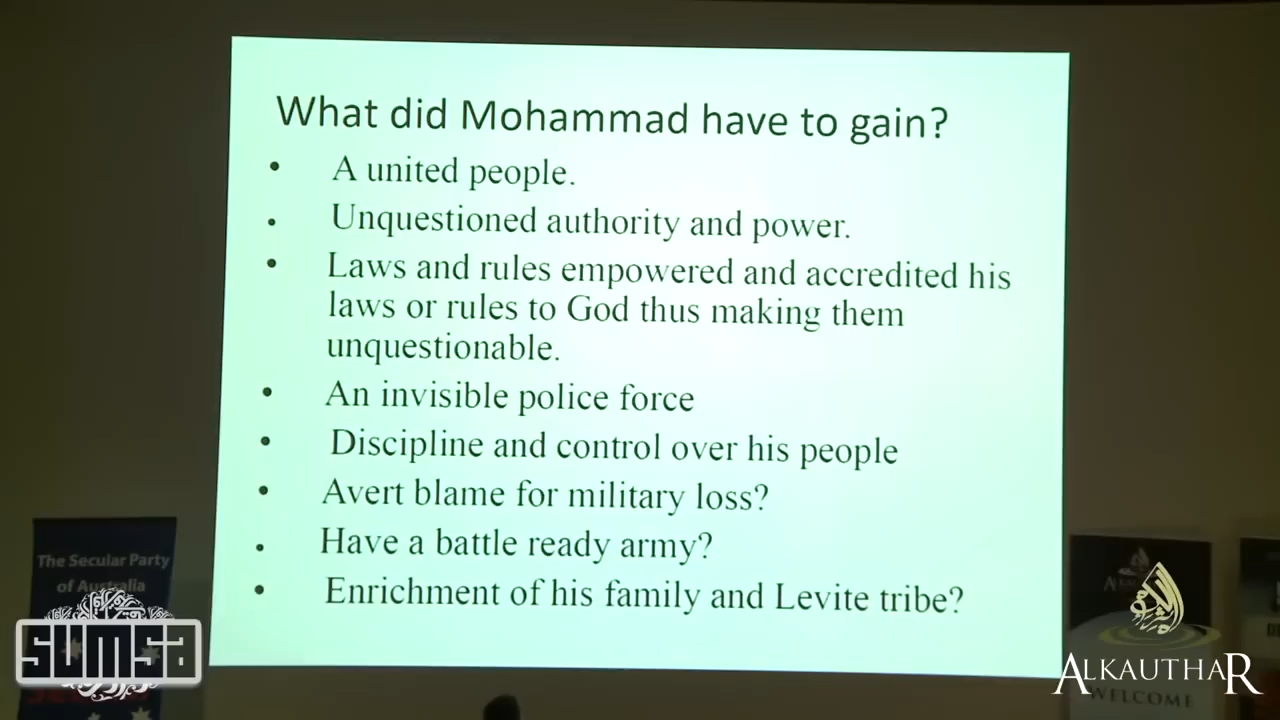 What did Mohammad have to gain?
• A united people.
• Unquestioned authority and power.
• Laws and rules empowered and accredited his
laws or rules to God thus making them
unquestionable.
• An invisible police force
• Discipline and control over his people
• Avert blame for military loss?
• Have a battle ready army?
• Enrichment of his family and Levite tribe?
The Secular Party
of Australia
SUMSA
ALKAUTHAR
WELCOME